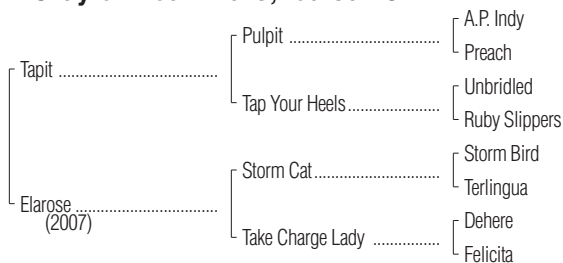 A.P. Indy
Pulpit ........................................
Preach
Tapit ..........................................
Unbridled
Tap Your Heels........................
Ruby Slippers
Storm Bird
Storm Cat.................................
Terlingua
Elarose .....................................
(2007)
Dehere
Take Charge Lady .................
Felicita